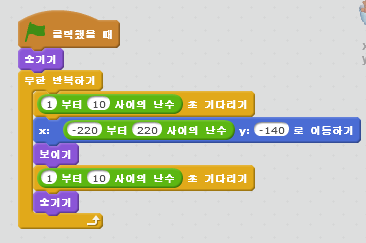 클릭했을 때
숨기기
무한 반복하기
1 부터 10 사이의 난수 초 기다리기
x: -220 부터 220 사이의 난수 y: -140 로 이동하기
보이기
1 부터 10 사이의 난수 초 기다리기
숨기기